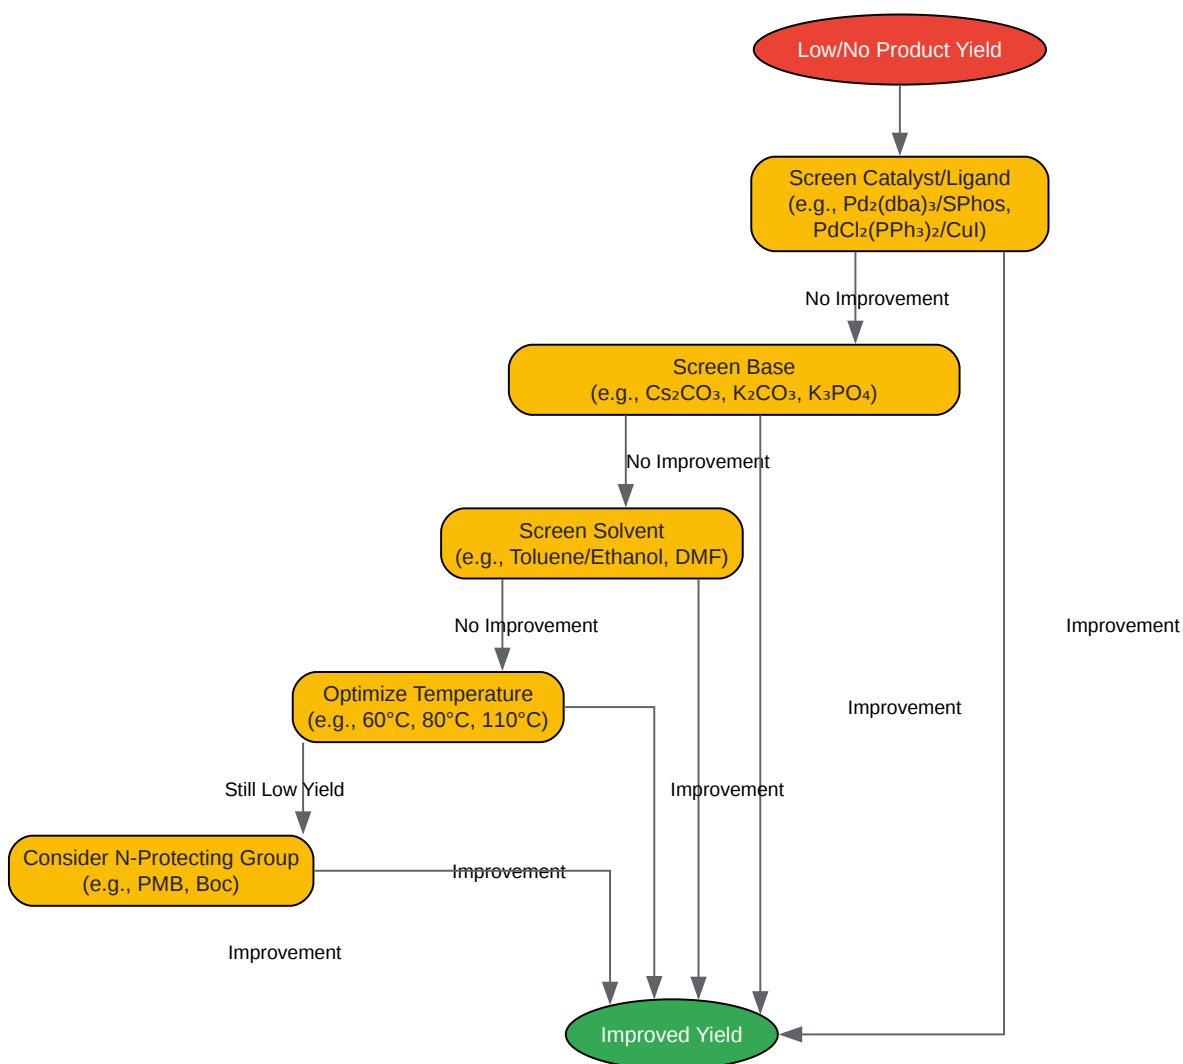 Low/No Product Yield
Screen Catalyst/Ligand
(e.g., Pd₂(dba)₃/SPhos,
PdCl₂(PPh₃)₂/CuI)
No Improvement
Screen Base
(e.g., Cs₂CO₃, K₂CO₃, K₃PO₄)
No Improvement
Screen Solvent
(e.g., Toluene/Ethanol, DMF)
No Improvement
Improvement
Optimize Temperature
(e.g., 60°C, 80°C, 110°C)
Improvement
Still Low Yield
Improvement
Consider N-Protecting Group
(e.g., PMB, Boc)
Improvement
Improvement
Improved Yield